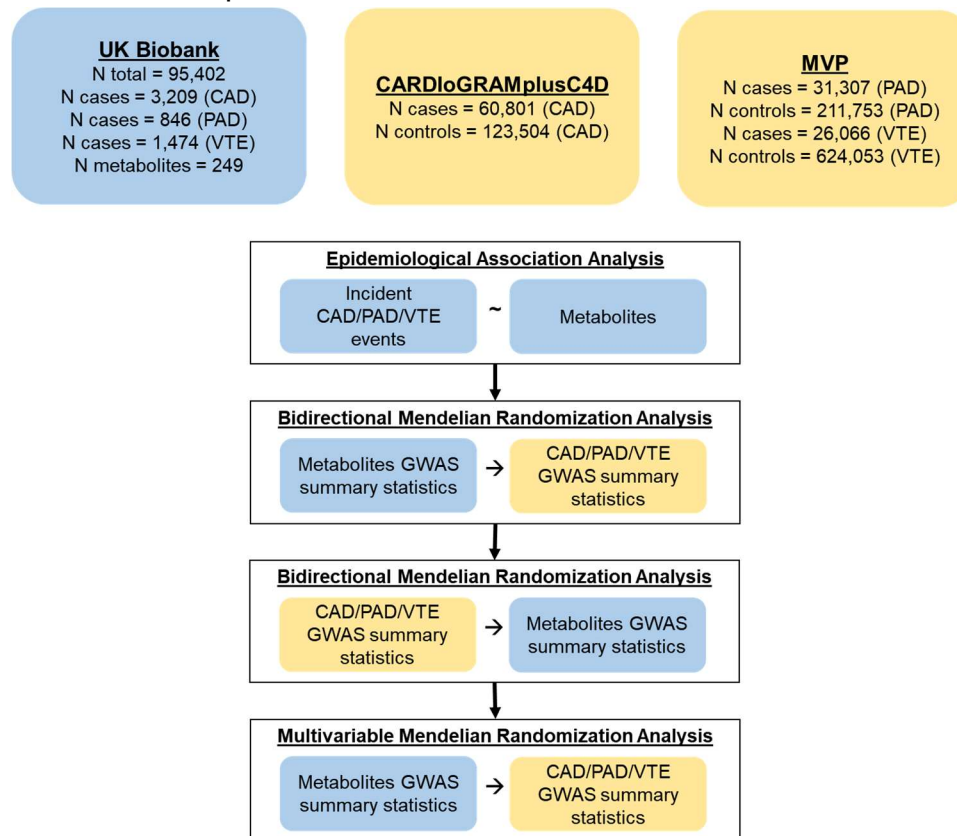 UK Biobank
N total = 95,402
N cases = 3,209 (CAD)
N cases = 846 (PAD)
N cases = 1,474 (VTE)
N metabolites = 249
CARDIoGRAMplusC4D
N cases = 60,801 (CAD)
N controls = 123,504 (CAD)
MVP
N cases = 31,307 (PAD)
N controls = 211,753 (PAD)
N cases = 26,066 (VTE)
N controls = 624,053 (VTE)
Epidemiological Association Analysis
Incident
CAD/PAD/VTE
events
~
Metabolites
Bidirectional Mendelian Randomization Analysis
Metabolites GWAS
summary statistics
→
CAD/PAD/VTE
GWAS summary
statistics
Bidirectional Mendelian Randomization Analysis
CAD/PAD/VTE
GWAS summary
statistics
→
Metabolites GWAS
summary statistics
Multivariable Mendelian Randomization Analysis
Metabolites GWAS
summary statistics
→
CAD/PAD/VTE
GWAS summary
statistics